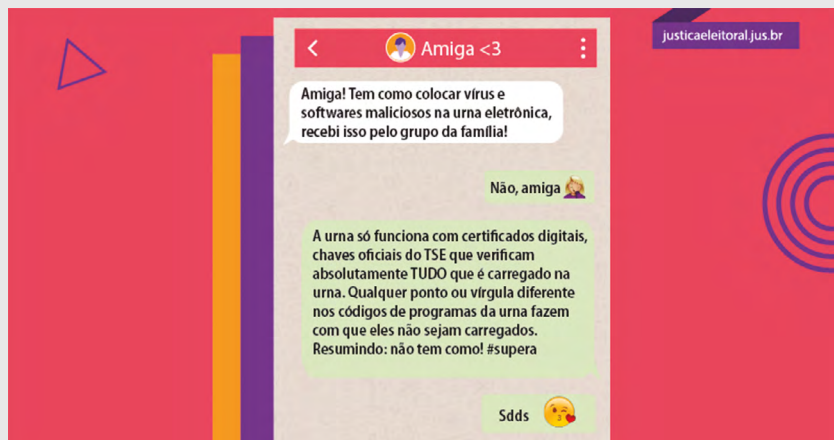 justicaeleitoral.jus.br
Amiga <3
Amiga! Tem como colocar vírus e
softwares maliciosos na urna eletrônica,
recebi isso pelo grupo da família!
Não, amiga 🤦
A urna só funciona com certificados digitais,
chaves oficiais do TSE que verificam
absolutamente TUDO que é carregado na
urna. Qualquer ponto ou vírgula diferente
nos códigos de programas da urna fazem
com que eles não sejam carregados.
Resumindo: não tem como! #supera
Sdds 😘